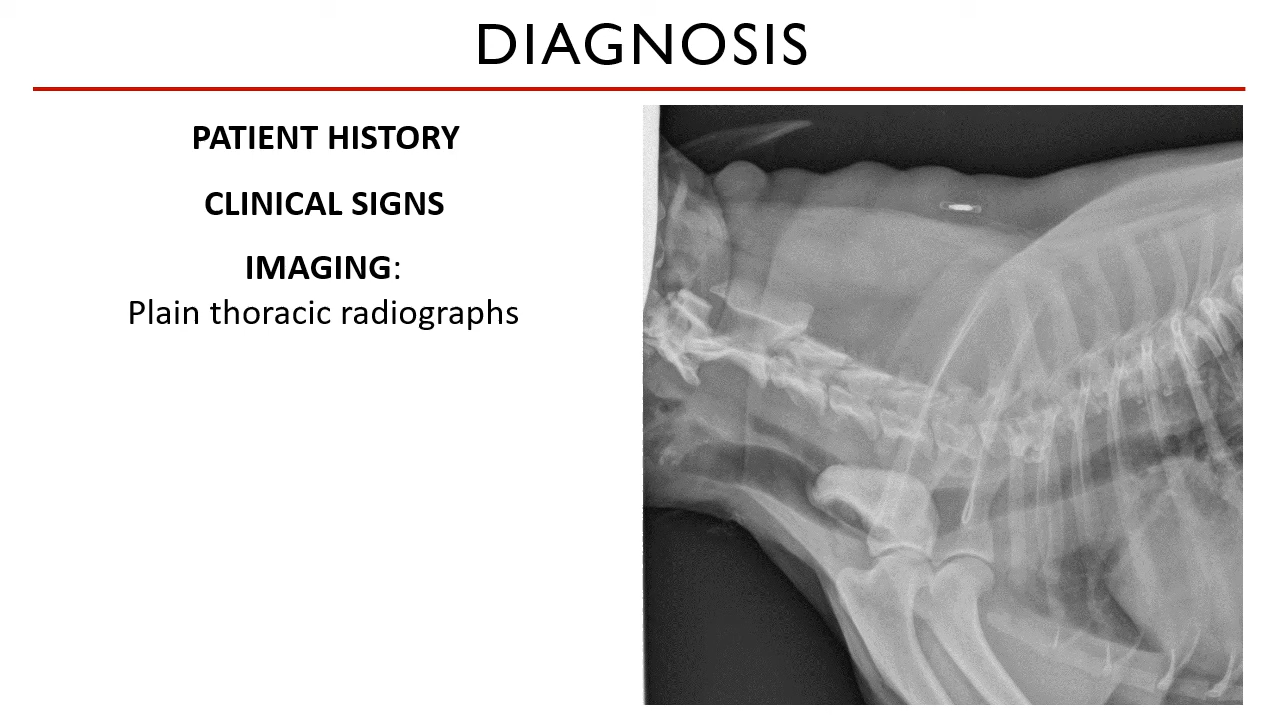 DIAGNOSIS
PATIENT HISTORY
CLINICAL SIGNS
IMAGING:
Plain thoracic radiographs